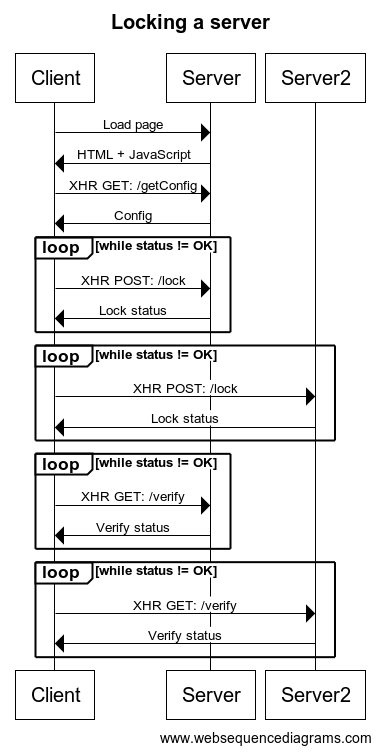 Locking a server
Client Server Server2
Load page
HTML + JavaScript
XHR GET: /getConfig
Config
loop [while status != OK]
XHR POST: /lock
Lock status
loop [while status != OK]
XHR POST: /lock
Lock status
loop [while status != OK]
XHR GET: /verify
Verify status
loop [while status != OK]
XHR GET: /verify
Verify status
Client Server Server2
www.websequencediagrams.com